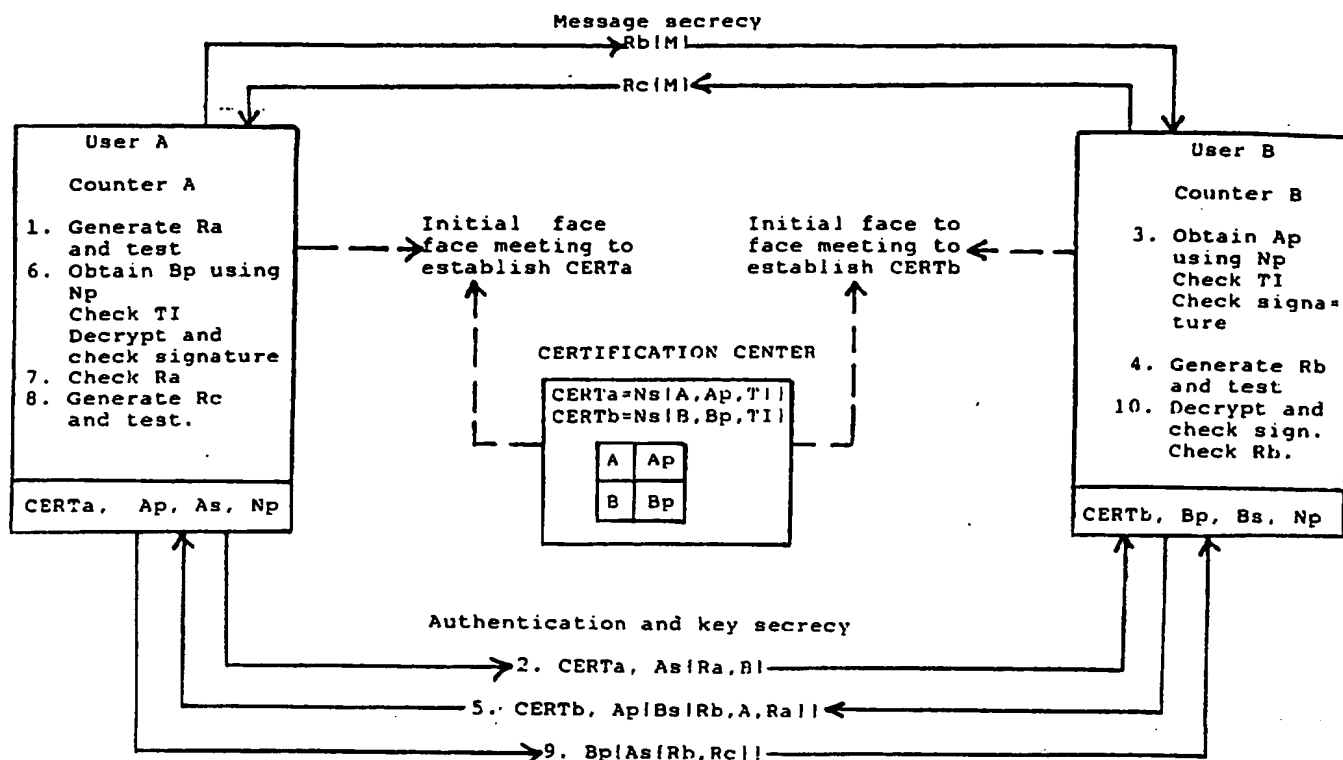 Message secrecy
Rb{M}
Rc{M}
User A
Counter A
1. Generate Ra
and test
6. Obtain Bp using
Np
Check TI
Decrypt and
check signature
7. Check Ra
8. Generate Rc
and test.
CERTa, Ap, As, Np
Initial face
face meeting to
establish CERTa
Initial face to
face meeting to
establish CERTb
CERTIFICATION CENTER
CERTa=Ns{A,Ap,TI}
CERTb=Ns{B,Bp,TI}
A Ap
B Bp
User B
Counter B
3. Obtain Ap
using Np
Check TI
Check signa-
ture
4. Generate Rb
and test
10. Decrypt and
check sign.
Check Rb.
CERTb, Bp, Bs, Np
Authentication and key secrecy
2. CERTa, As{Ra,B}
5. CERTb, Ap{Bs{Rb,A,Ra}}
9. Bp{As{Rb,Rc}}